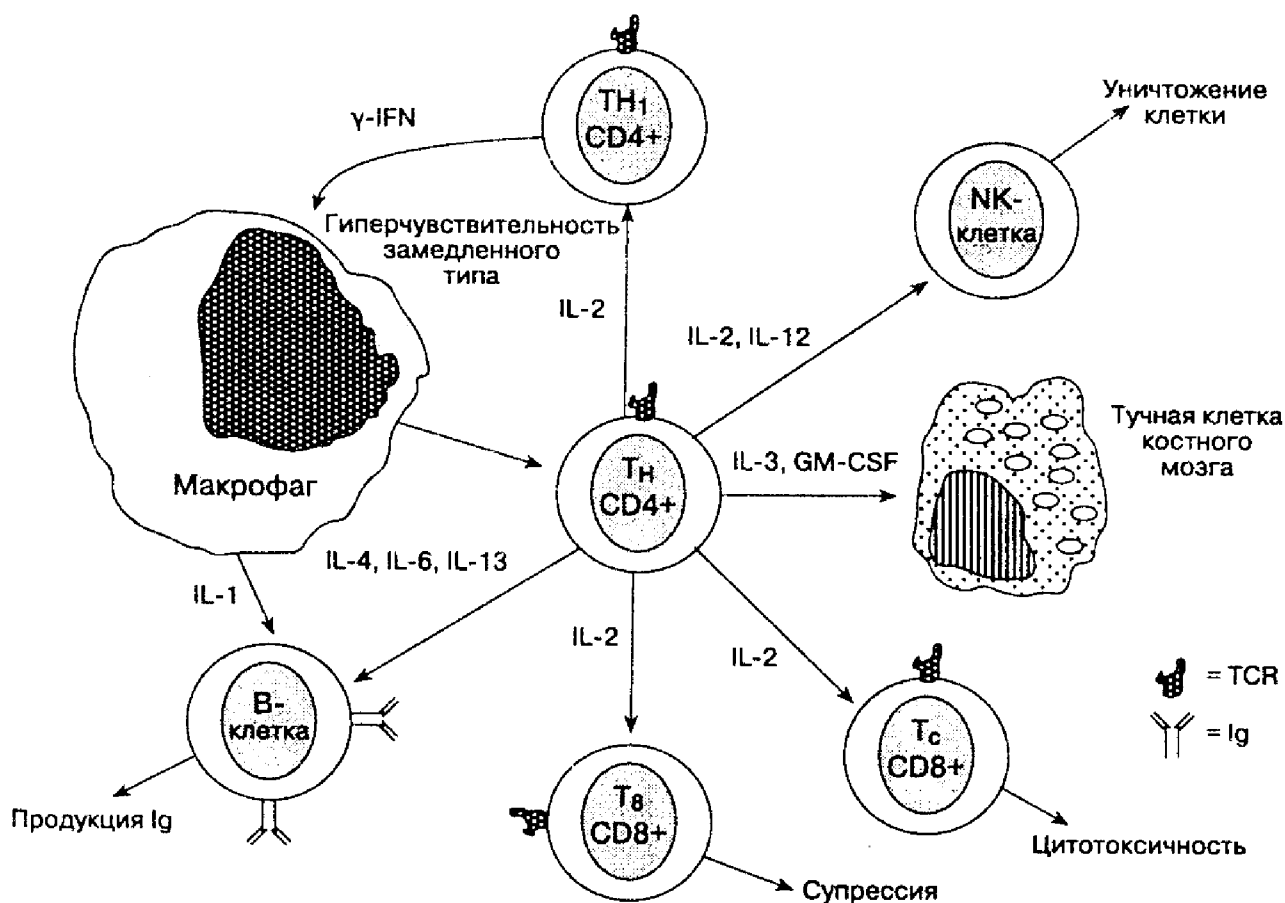 TH1
CD4+
γ-IFN
Уничтожение
клетки
NK-
клетка
Гиперчувствительность
замедленного
типа
IL-2
IL-2, IL-12
Макрофаг
TH
CD4+
IL-3, GM-CSF
Тучная клетка
костного
мозга
IL-4, IL-6, IL-13
IL-1
IL-2
IL-2
В-
клетка
Продукция Ig
T8
CD8+
Супрессия
Tc
CD8+
Цитотоксичность
= TCR
= Ig